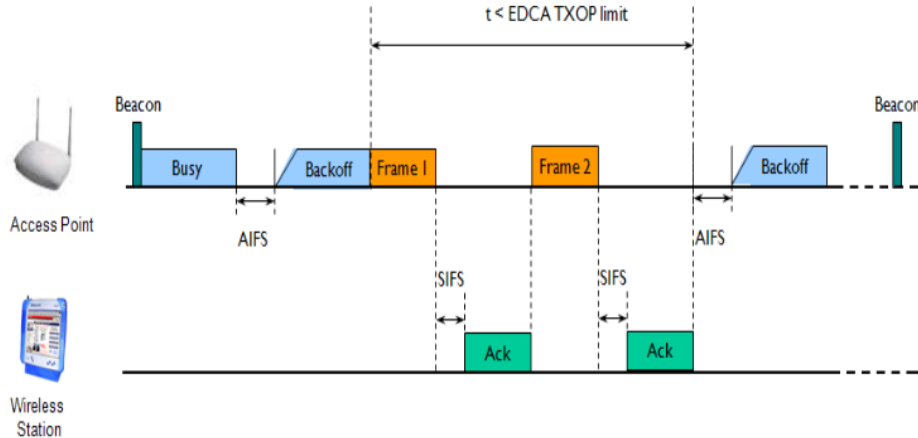 t < EDCA TXOP limit
Beacon
Beacon
Busy
Backoff
Frame 1
Frame 2
Backoff
Access Point
AIFS
AIFS
SIFS
SIFS
Ack
Ack
Wireless
Station